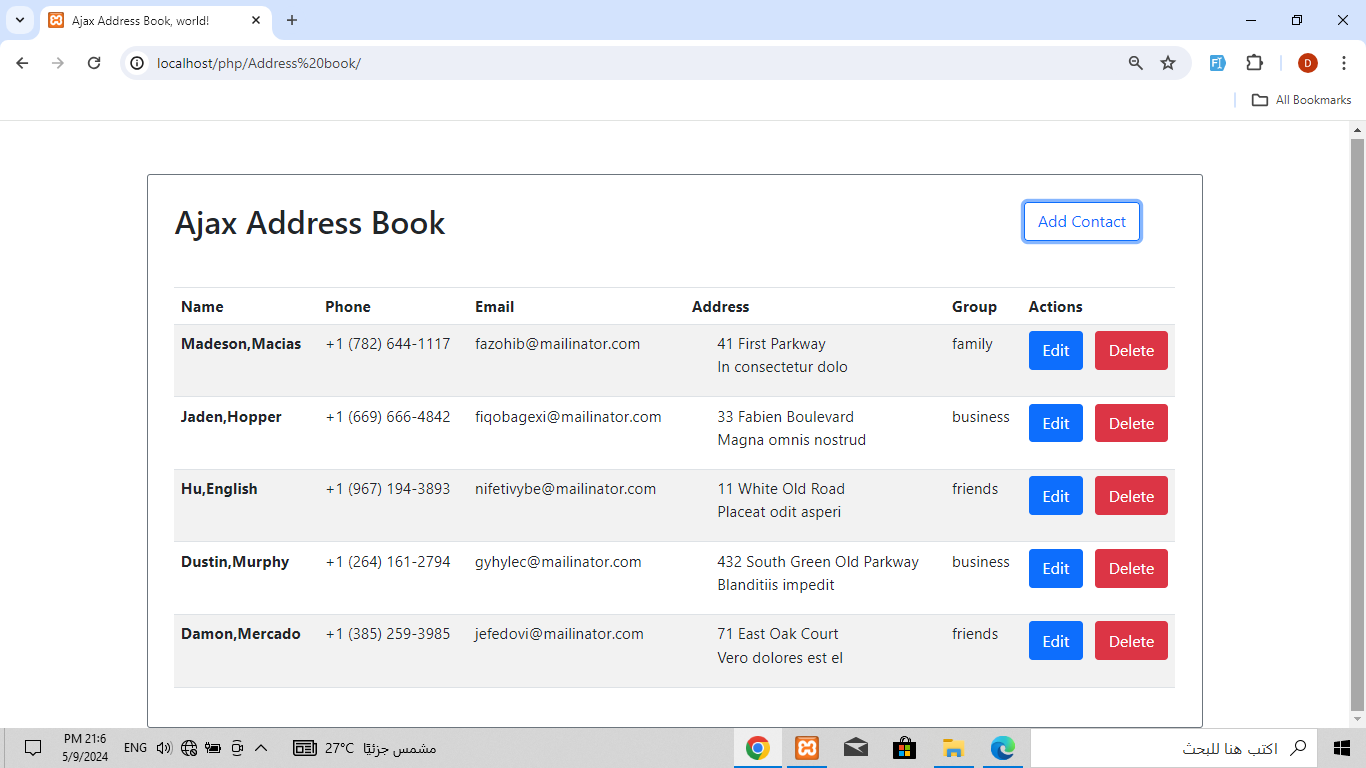 Ajax Address Book, world!
localhost/php/Address%20book/
D
All Bookmarks
Ajax Address Book
Add Contact
Name Phone Email Address Group Actions
Madeson,Macias +1 (782) 644-1117 fazohib@mailinator.com 41 First Parkway family Edit Delete
In consectetur dolo
Jaden,Hopper +1 (669) 666-4842 fiqobagexi@mailinator.com 33 Fabien Boulevard business Edit Delete
Magna omnis nostrud
Hu,English +1 (967) 194-3893 nifetivybe@mailinator.com 11 White Old Road friends Edit Delete
Placeat odit asperi
Dustin,Murphy +1 (264) 161-2794 gyhylec@mailinator.com 432 South Green Old Parkway business Edit Delete
Blanditiis impedit
Damon,Mercado +1 (385) 259-3985 jefedovi@mailinator.com 71 East Oak Court friends Edit Delete
Vero dolores est el
PM 21:6
5/9/2024
ENG
27°C مشمس جزئيًا
اكتب هنا للبحث